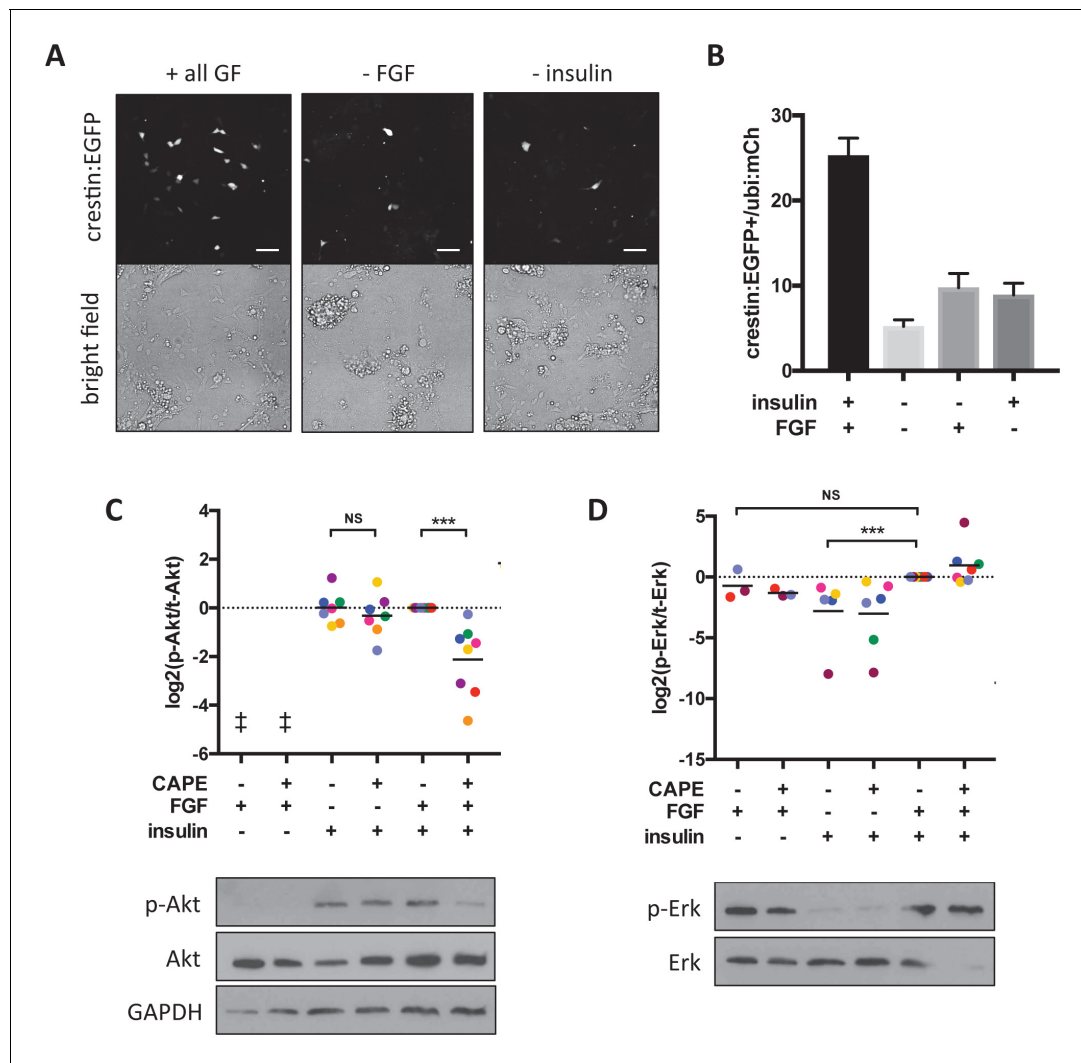 A
+ all GF
- FGF
- insulin
crestin:EGFP
bright field
B
crestin:EGFP+/ubi:mCh
30
20
10
0
insulin + - - +
FGF + - + -
C
log2(p-Akt/t-Akt)
4
2
0
-2
-4
-6
NS
***
‡ ‡
CAPE - + - + - +
FGF + + - - + +
insulin - - + + + +
p-Akt
Akt
GAPDH
D
log2(p-Erk/t-Erk)
5
0
-5
-10
-15
NS
***
CAPE - + - + - +
FGF + + - - + +
insulin - - + + + +
p-Erk
Erk